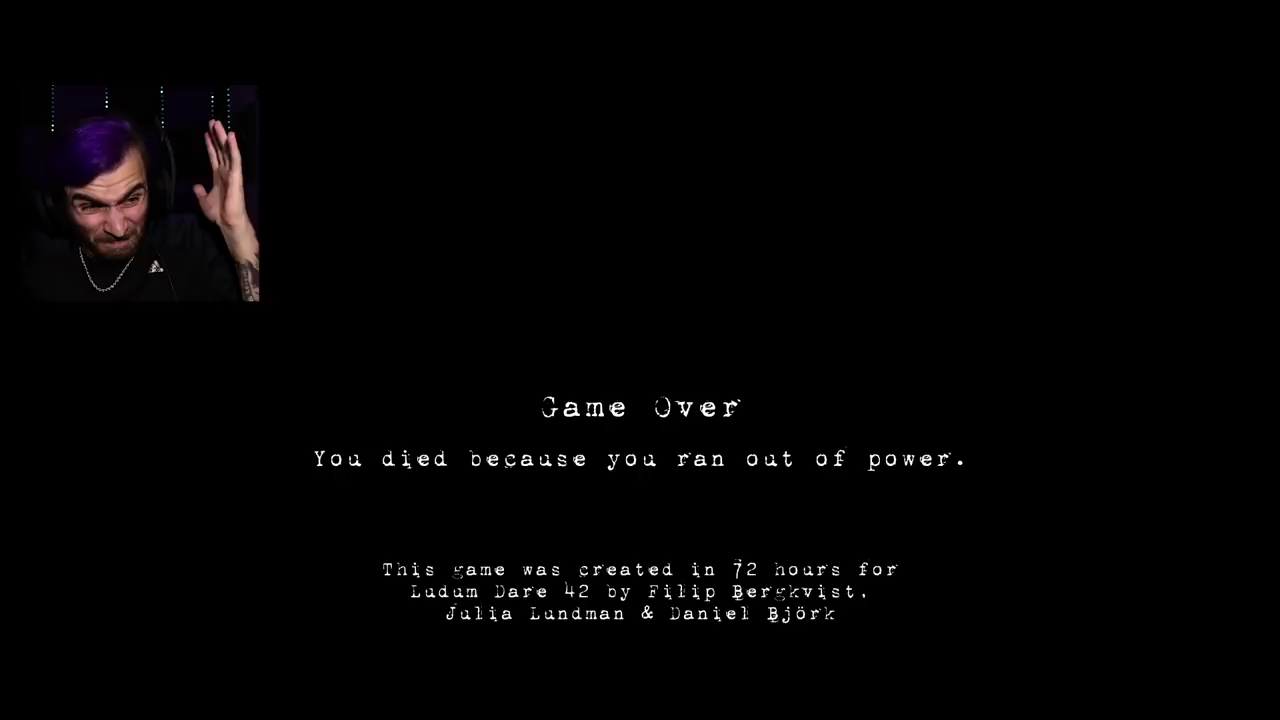 Game Over
You died because you ran out of power.
This game was created in 72 hours for
Ludum Dare 42 by Filip Bergkvist,
Julia Lundman & Daniel Björk